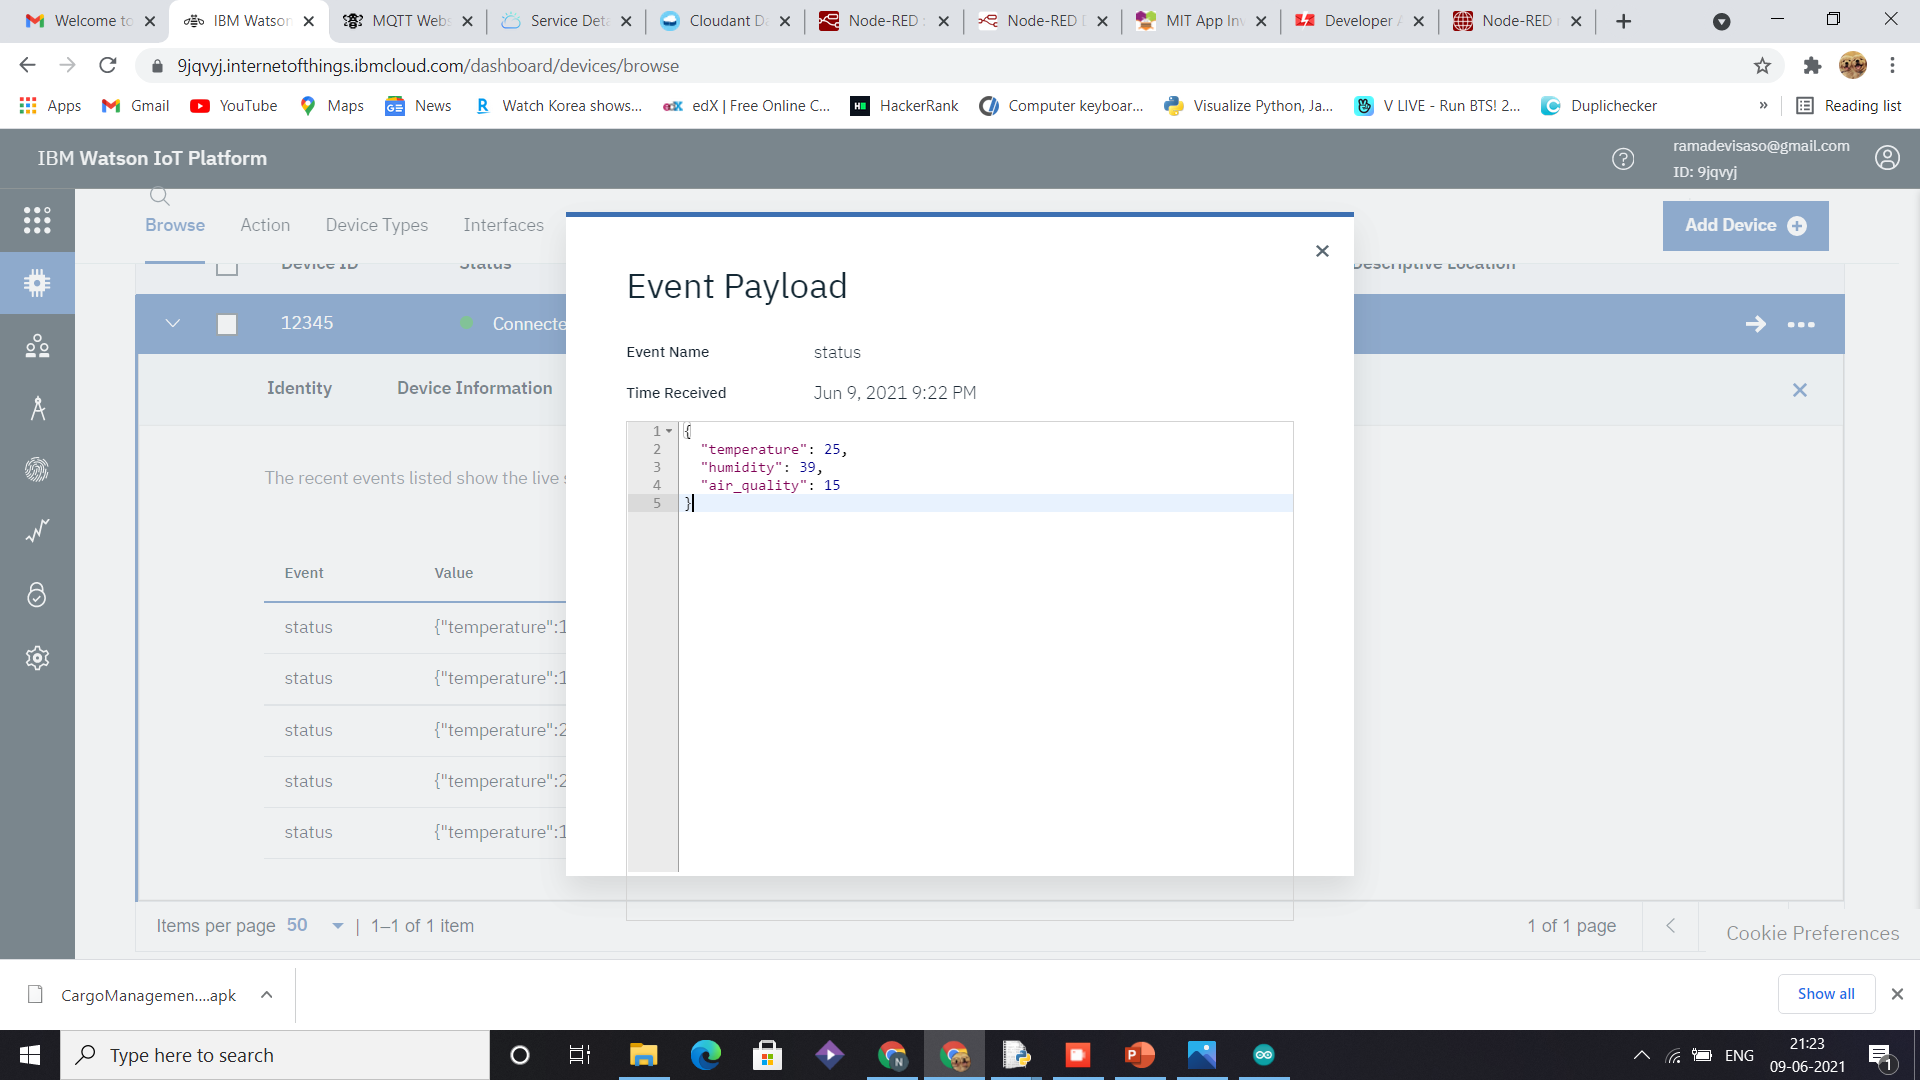 Welcome to
IBM Watson
MQTT Webs
Service Deta
Cloudant Da
Node-RED
Node-RED
MIT App Inv
Developer A
Node-RED
9jqvyj.internetofthings.ibmcloud.com/dashboard/devices/browse
Apps
Gmail
YouTube
Maps
News
Watch Korea shows...
edX | Free Online C...
HackerRank
Computer keyboar...
Visualize Python, Ja...
V LIVE - Run BTS! 2...
Duplichecker
»
Reading list
IBM Watson IoT Platform
ramadevisaso@gmail.com
ID: 9jqvyj
Browse
Action
Device Types
Interfaces
Add Device
Device ID
Status
Descriptive Location
12345
Connecte
Identity
Device Information
The recent events listed show the live s
Event
Value
status
{"temperature":1
status
{"temperature":1
status
{"temperature":2
status
{"temperature":2
status
{"temperature":1
Event Payload
Event Name
status
Time Received
Jun 9, 2021 9:22 PM
1 {
2 "temperature": 25,
3 "humidity": 39,
4 "air_quality": 15
5 }
Items per page 50 | 1–1 of 1 item
1 of 1 page
Cookie Preferences
CargoManagemen....apk
Show all
Type here to search
ENG
21:23
09-06-2021
1